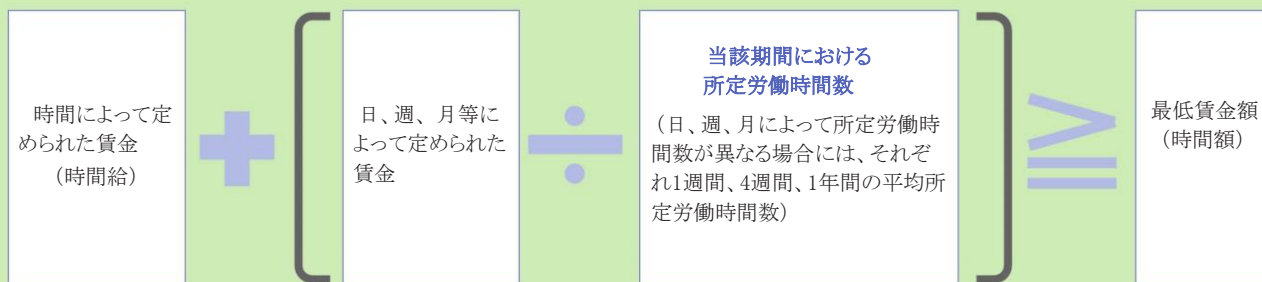 時間によって定
められた賃金
（時間給）
日、週、月等に
よって定められた
賃金
÷
当該期間における
所定労働時間数
（日、週、月によって所定労働時
間数が異なる場合には、それぞ
れ1週間、4週間、1年間の平均所
定労働時間数）
≧
最低賃金額
（時間額）